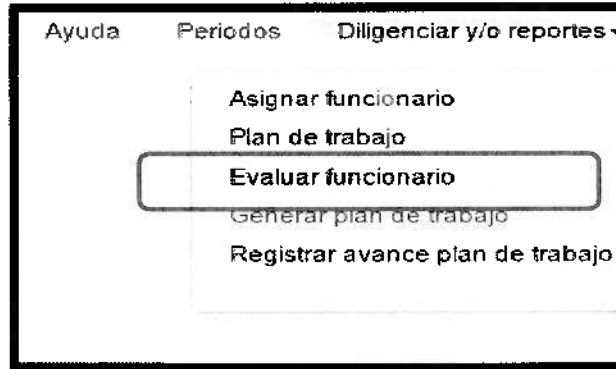 Ayuda Periodos Diligenciar y/o reportes
Asignar funcionario
Plan de trabajo
Evaluar funcionario
Generar plan de trabajo
Registrar avance plan de trabajo